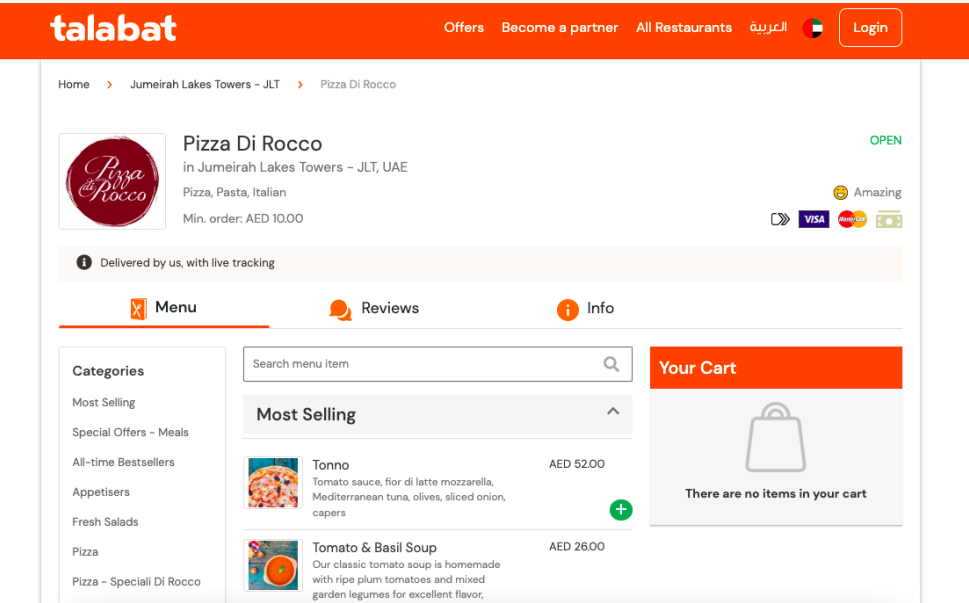 talabat
Offers Become a partner All Restaurants العربية Login
Home > Jumeirah Lakes Towers - JLT > Pizza Di Rocco
Pizza di Rocco
Pizza Di Rocco
OPEN
in Jumeirah Lakes Towers - JLT, UAE
Pizza, Pasta, Italian
Amazing
Min. order: AED 10.00
VISA MasterCard
Delivered by us, with live tracking
Menu Reviews Info
Categories
Most Selling
Special Offers - Meals
All-time Bestsellers
Appetisers
Fresh Salads
Pizza
Pizza - Speciali Di Rocco
Search menu item
Most Selling
Tonno AED 52.00
Tomato sauce, fior di latte mozzarella,
Mediterranean tuna, olives, sliced onion,
capers
Tomato & Basil Soup AED 26.00
Our classic tomato soup is homemade
with ripe plum tomatoes and mixed
garden legumes for excellent flavor,
Your Cart
There are no items in your cart